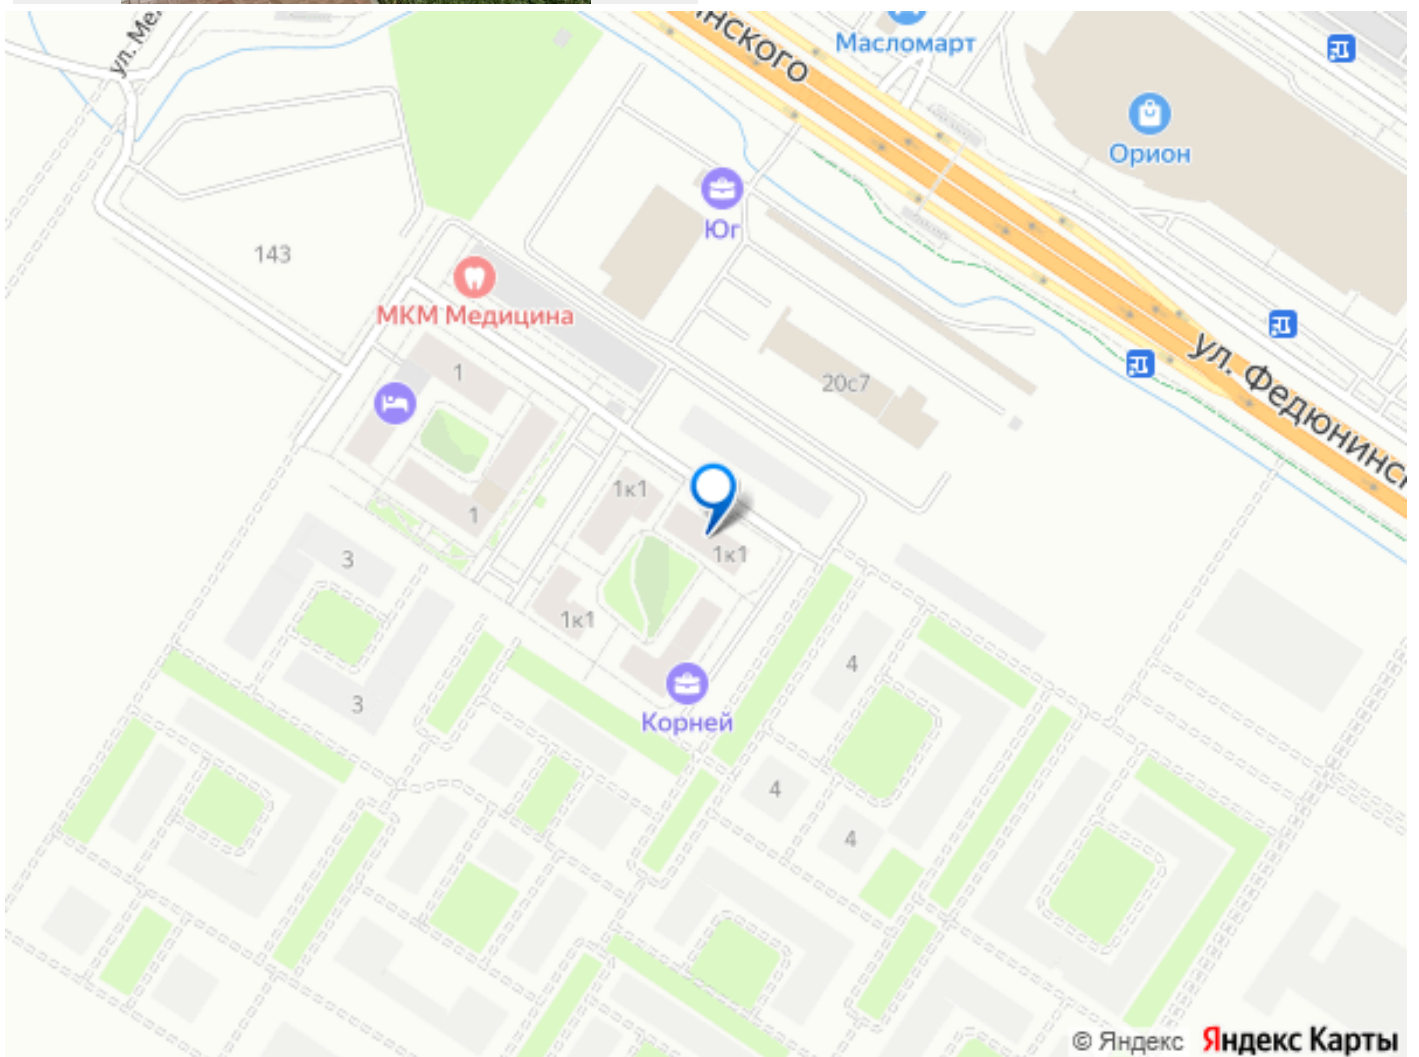 ул. Ме
нского
Масломарт
Орион
Юг
143
МКМ Медицина
1
20с7
ул. Федюнинск
1к1
1
1к1
3
1к1
4
3
Корней
4
4
© Яндекс Яндекс Карты